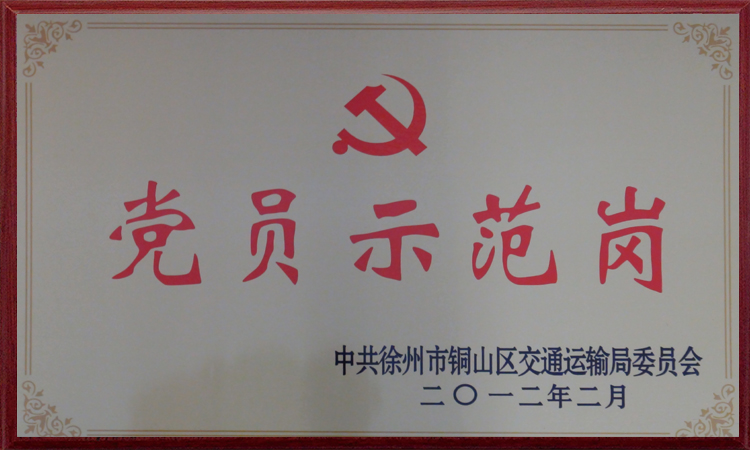 党员示范岗
中共徐州市铜山区交通运输局委员会
二〇一二年二月